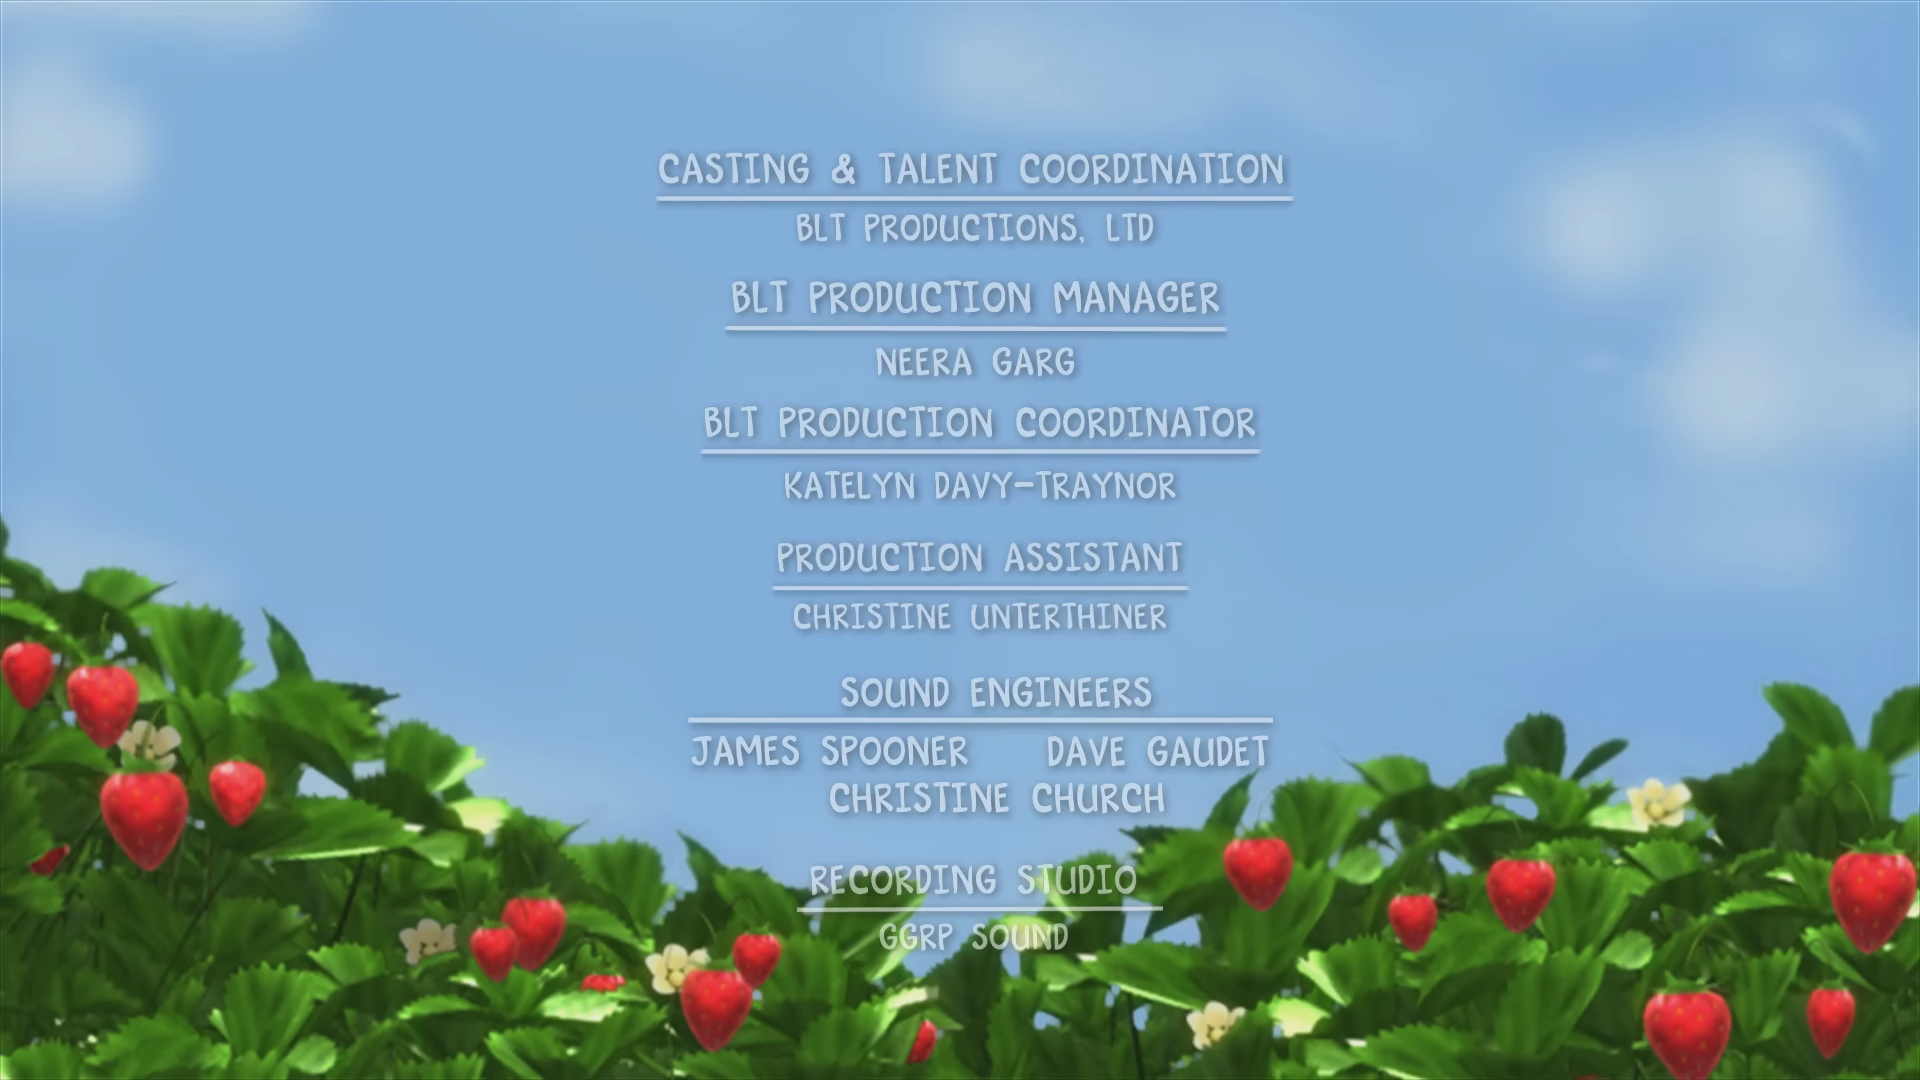 CASTING & TALENT COORDINATION
BLT PRODUCTIONS, LTD
BLT PRODUCTION MANAGER
NEERA GARG
BLT PRODUCTION COORDINATOR
KATELYN DAVY-TRAYNOR
PRODUCTION ASSISTANT
CHRISTINE UNTERTHINER
SOUND ENGINEERS
JAMES SPOONER DAVE GAUDET
CHRISTINE CHURCH
RECORDING STUDIO
GGRP SOUND